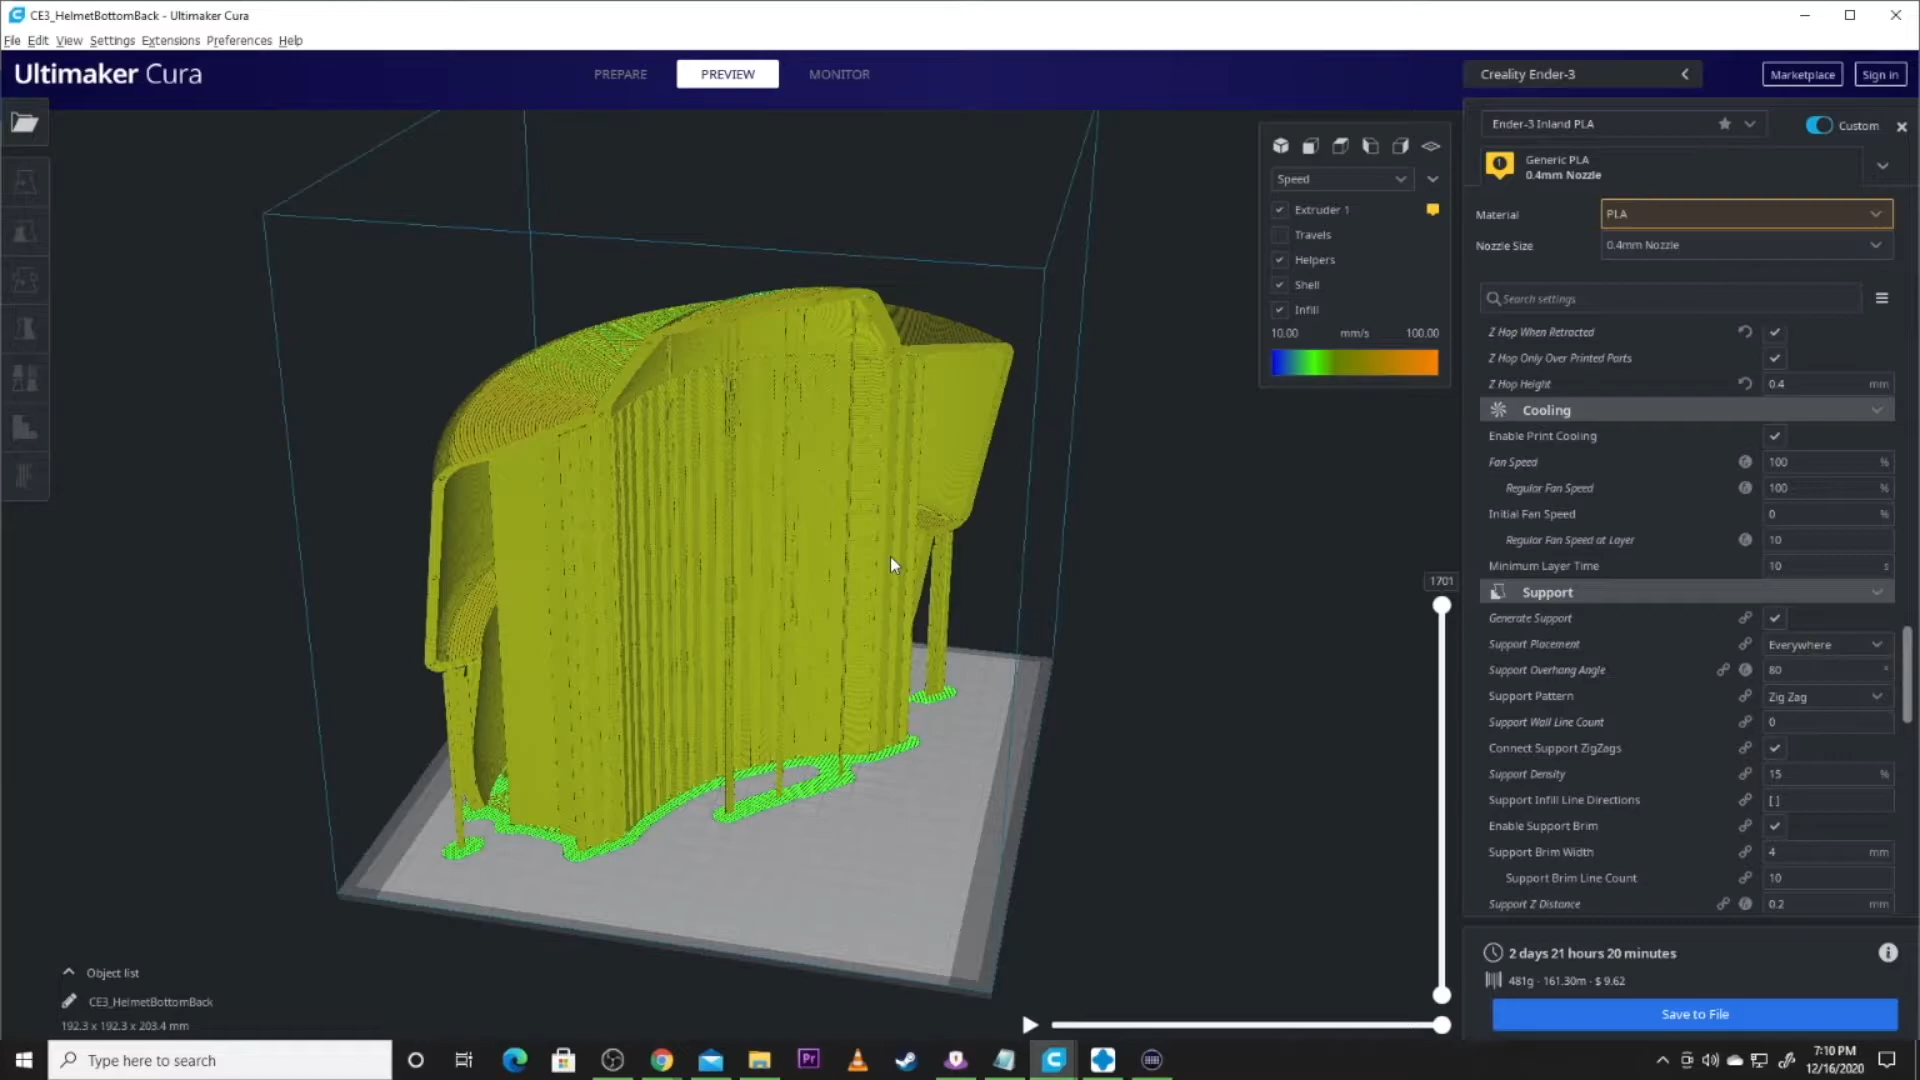 CE3_HelmetBottomBack - Ultimaker Cura
File Edit View Settings Extensions Preferences Help
Ultimaker Cura
PREPARE
PREVIEW
MONITOR
Creality Ender-3
Marketplace
Sign in
Ender-3 Inland PLA
Custom
Generic PLA
0.4mm Nozzle
1
Material
PLA
Nozzle Size
0.4mm Nozzle
Search settings
Speed
Extruder 1
Travels
Helpers
Shell
Infill
10.00 mm/s 100.00
Z Hop When Retracted
Z Hop Only Over Printed Parts
Z Hop Height 0.4 mm
Cooling
Enable Print Cooling
Fan Speed 100 %
Regular Fan Speed 100 %
Initial Fan Speed 0 %
Regular Fan Speed at Layer 10
Minimum Layer Time 10 s
Support
Generate Support
Support Placement Everywhere
Support Overhang Angle 80 °
Support Pattern Zig Zag
Support Wall Line Count 0
Connect Support ZigZags
Support Density 15 %
Support Infill Line Directions [ ]
Enable Support Brim
Support Brim Width 4 mm
Support Brim Line Count 10
Support Z Distance 0.2 mm
1701
2 days 21 hours 20 minutes
481g · 161.30m · $ 9.62
Save to File
Object list
CE3_HelmetBottomBack
192.3 x 192.3 x 203.4 mm
Type here to search
Pr
7:10 PM
12/16/2020